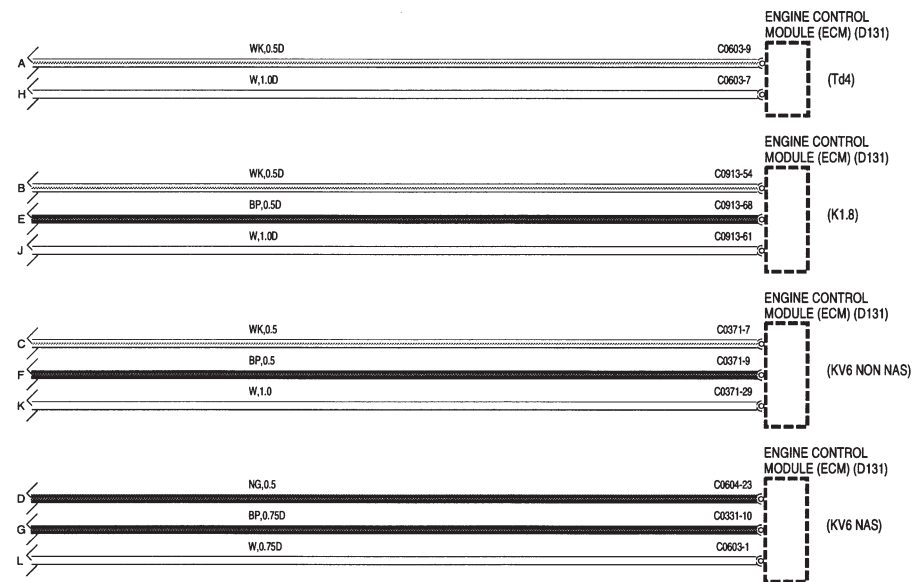 ENGINE CONTROL
MODULE (ECM) (D131)
A WK,0.5D C0603-9
(Td4)
H W,1.0D C0603-7
ENGINE CONTROL
MODULE (ECM) (D131)
B WK,0.5D C0913-54
E BP,0.5D C0913-68
(K1.8)
J W,1.0D C0913-61
ENGINE CONTROL
MODULE (ECM) (D131)
C WK,0.5 C0371-7
F BP,0.5 C0371-9
(KV6 NON NAS)
K W,1.0 C0371-29
ENGINE CONTROL
MODULE (ECM) (D131)
D NG,0.5 C0604-23
G BP,0.75D C0331-10
(KV6 NAS)
L W,0.75D C0603-1